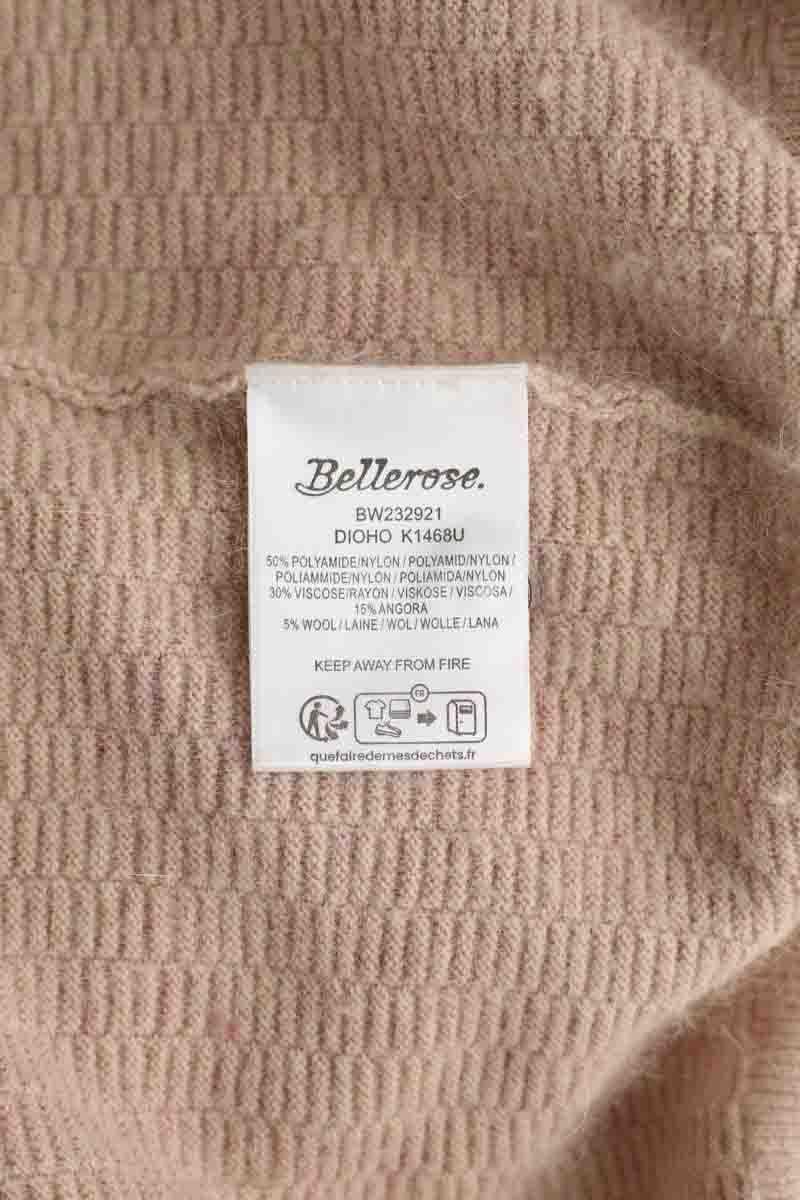 Bellerose.
BW232921
DIOHO K1468U
50% POLYAMIDE/NYLON / POLYAMID/NYLON /
POLIAMMIDE/NYLON / POLIAMIDA/NYLON
30% VISCOSE/RAYON / VISKOSE / VISCOSA /
15% ANGORA
5% WOOL / LAINE / WOL / WOLLE / LANA
KEEP AWAY FROM FIRE
FR
quefairedemesdechets.fr